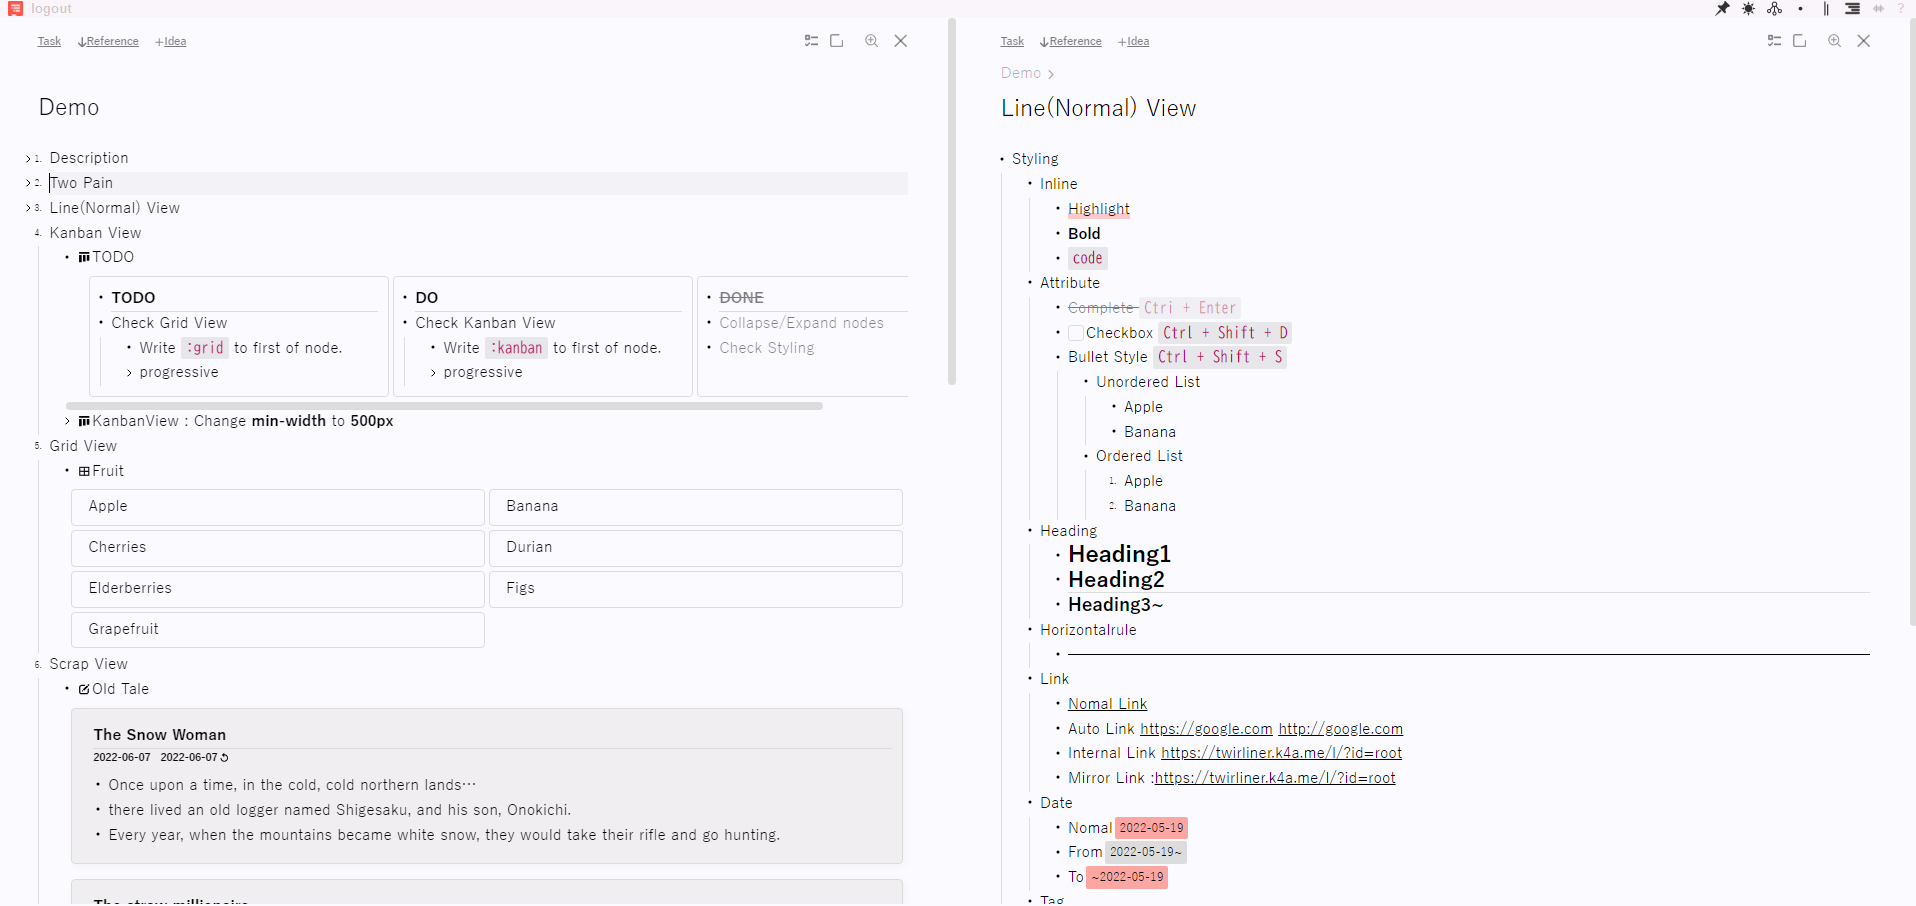 logout
?
Task ↓Reference +Idea
Demo
1. Description
2. Two Pain
3. Line(Normal) View
4. Kanban View
TODO
TODO
Check Grid View
Write :grid to first of node.
progressive
DO
Check Kanban View
Write :kanban to first of node.
progressive
DONE
Collapse/Expand nodes
Check Styling
KanbanView : Change min-width to 500px
5. Grid View
Fruit
Apple
Banana
Cherries
Durian
Elderberries
Figs
Grapefruit
6. Scrap View
Old Tale
The Snow Woman
2022-06-07 2022-06-07
Once upon a time, in the cold, cold northern lands…
there lived an old logger named Shigesaku, and his son, Onokichi.
Every year, when the mountains became white snow, they would take their rifle and go hunting.
The straw millionaire
Task ↓Reference +Idea
Demo >
Line(Normal) View
Styling
Inline
Highlight
Bold
code
Attribute
Complete Ctri + Enter
Checkbox Ctrl + Shift + D
Bullet Style Ctrl + Shift + S
Unordered List
Apple
Banana
Ordered List
1. Apple
2. Banana
Heading
Heading1
Heading2
Heading3~
Horizontalrule
Link
Nomal Link
Auto Link https://google.com http://google.com
Internal Link https://twirliner.k4a.me/l/?id=root
Mirror Link :https://twirliner.k4a.me/l/?id=root
Date
Nomal 2022-05-19
From 2022-05-19~
To ~2022-05-19
Tag